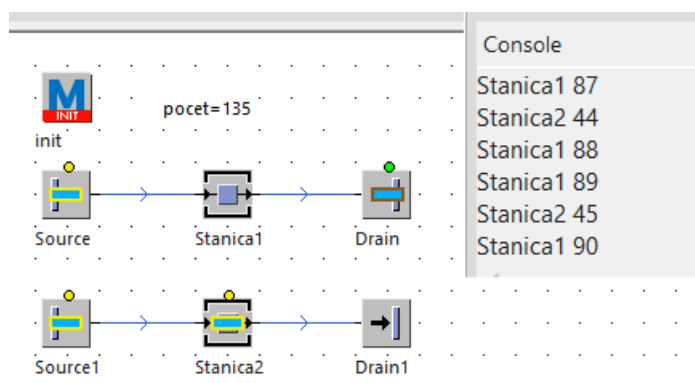 Console
M
INIT
init
pocet=135
Stanica1 87
Stanica2 44
Stanica1 88
Stanica1 89
Stanica2 45
Stanica1 90
Source
Stanica1
Drain
Source1
Stanica2
Drain1